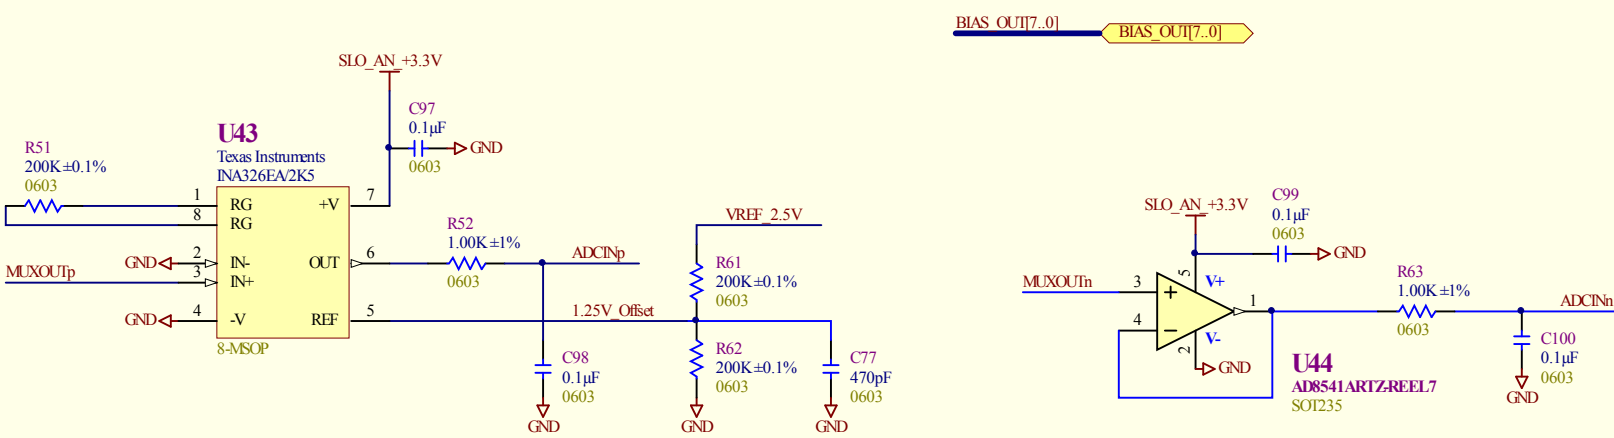 BIAS_OUT[7..0]
BIAS_OUT[7..0]
SLO_AN_+3.3V
C97
0.1µF
0603
GND
U43
Texas Instruments
INA326EA/2K5
R51
200K±0.1%
0603
1
RG
8
RG
+V
7
GND
2
IN-
MUXOUTp
3
IN+
OUT
6
GND
4
-V
REF
5
8-MSOP
R52
1.00K±1%
0603
ADCINp
1.25V_Offset
C98
0.1µF
0603
GND
VREF_2.5V
R61
200K±0.1%
0603
R62
200K±0.1%
0603
GND
C77
470pF
0603
GND
SLO_AN_+3.3V
C99
0.1µF
0603
GND
MUXOUTn
3
+
4
−
5
V+
1
V-
2
GND
U44
AD8541ARTZ-REEL7
SOT235
R63
1.00K±1%
0603
ADCINn
C100
0.1µF
0603
GND